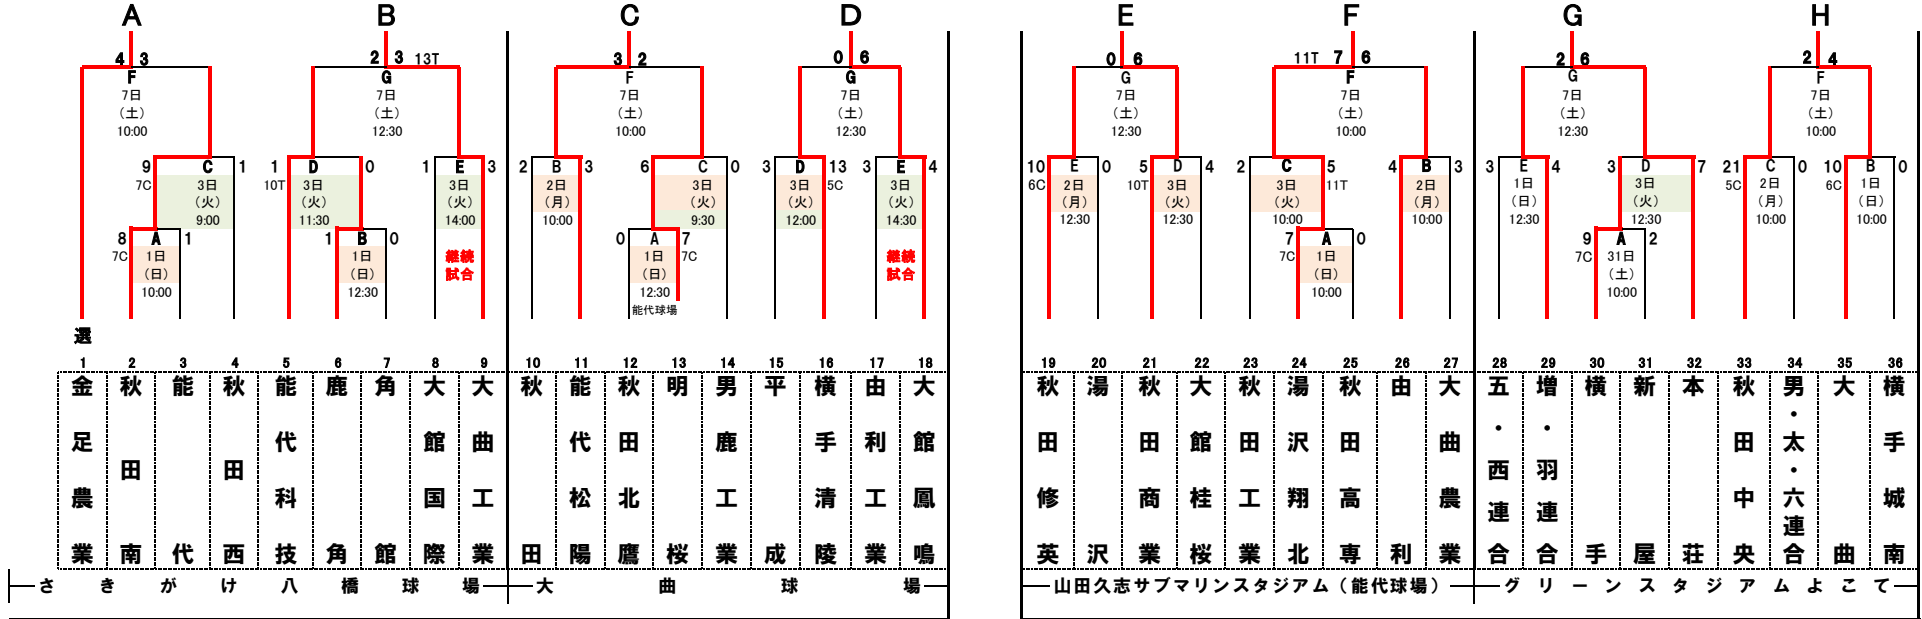 A B C D E F G H
4 3 2 3 13T 3 2 0 6 0 6 11T 7 6 2 6 2 4
F G F G G F G F
7日 7日 7日 7日 7日 7日 7日 7日
(土) (土) (土) (土) (土) (土) (土) (土)
10:00 12:30 10:00 12:30 12:30 10:00 12:30 10:00
9 C 1 1 D 0 1 E 3 2 B 3 6 C 0 3 D 13 3 E 4 10 E 0 5 D 4 2 C 5 4 B 3 3 E 4 3 D 7 21 C 0 10 B 0
7C 3日 10T 3日 3日 2日 3日 3日 5C 3日 6C 2日 10T 3日 3日 11T 2日 1日 3日 5C 2日 6C 1日
(火) (火) (火) (月) (火) (火) (火) (月) (火) (火) (月) (日) (火) (月) (日)
9:00 11:30 14:00 10:00 9:30 12:00 14:30 12:30 12:30 10:00 10:00 12:30 12:30 10:00 10:00
8 A 1 1 B 0 0 A 7 7 A 0 9 A 2
7C 1日 1日 継続 1日 7C 継続 7C 1日 7C 31日
(日) (日) 試合 (日) 試合 (日) (土)
10:00 12:30 12:30 10:00 10:00
能代球場
選
1 2 3 4 5 6 7 8 9 10 11 12 13 14 15 16 17 18 19 20 21 22 23 24 25 26 27 28 29 30 31 32 33 34 35 36
金足農業
秋田南
能代
秋田西
能代科技
鹿角
角館
大館国際
大曲工業
秋田
能代松陽
秋田北鷹
明桜
男鹿工業
平成
横手清陵
由利工業
大館鳳鳴
秋田修英
湯沢
秋田商業
大館桂桜
秋田工業
湯沢翔北
秋田高専
由利
大曲農業
五・西連合
増・羽連合
横手
新屋
本荘
秋田中央
男・太・六連合
大曲
横手城南
さきがけ八橋球場 大曲球場 山田久志サブマリンスタジアム(能代球場) グリーンスタジアムよこて